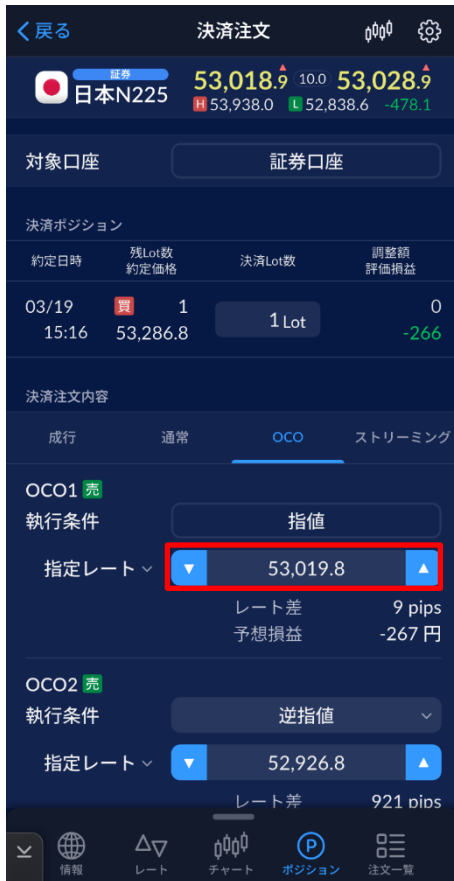 戻る 決済注文
証券
日本N225 53,018.9 10.0 53,028.9
H 53,938.0 L 52,838.6 -478.1
対象口座 証券口座
決済ポジション
約定日時 残Lot数 約定価格 決済Lot数 調整額 評価損益
03/19 買 1 1 Lot 0
15:16 53,286.8 -266
決済注文内容
成行 通常 OCO ストリーミング
OCO1 売
執行条件 指値
指定レート 53,019.8
レート差 9 pips
予想損益 -267 円
OCO2 売
執行条件 逆指値
指定レート 52,926.8
レート差 921 pips
情報 レート チャート P ポジション 注文一覧